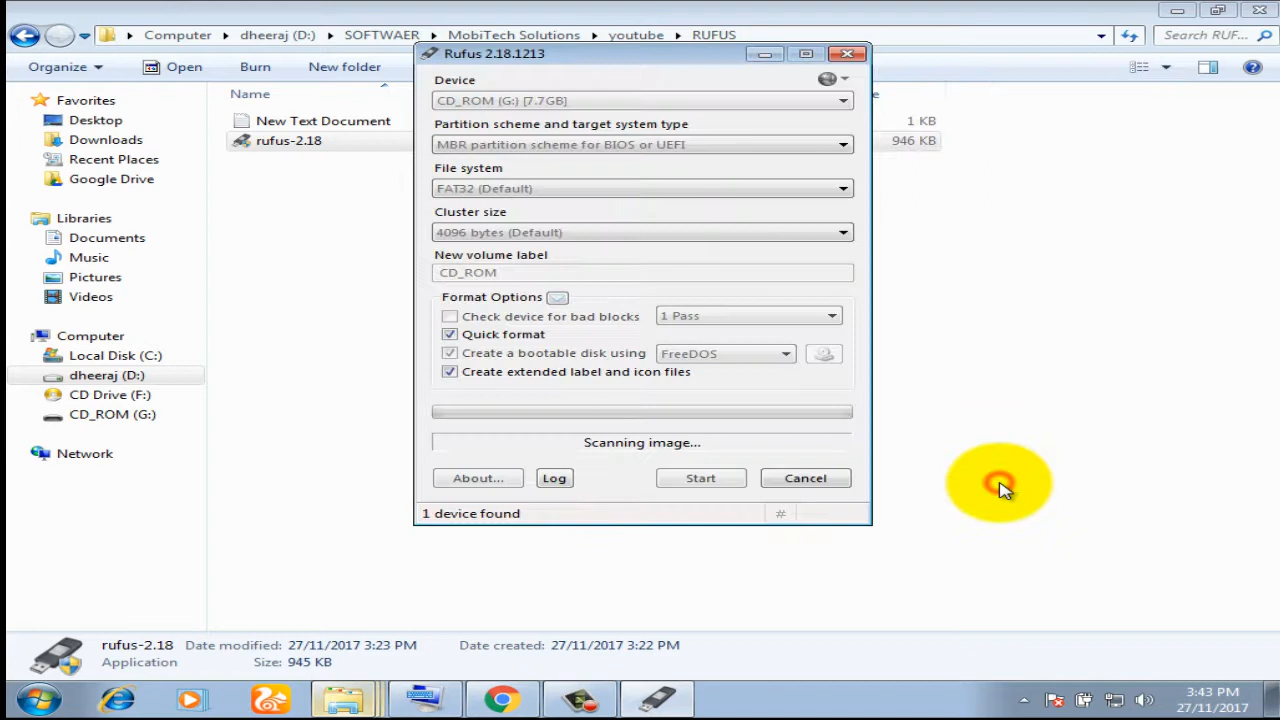 Computer dheeraj (D:) SOFTWAER MobiTech Solutions youtube RUFUS Search RUF...
Organize Open Burn New folder
Name
Favorites
Desktop
Downloads
Recent Places
Google Drive
Libraries
Documents
Music
Pictures
Videos
Computer
Local Disk (C:)
dheeraj (D:)
CD Drive (F:)
CD_ROM (G:)
Network
New Text Document 1 KB
rufus-2.18 946 KB
Rufus 2.18.1213
Device
CD_ROM (G:) [7.7GB]
Partition scheme and target system type
MBR partition scheme for BIOS or UEFI
File system
FAT32 (Default)
Cluster size
4096 bytes (Default)
New volume label
CD_ROM
Format Options
Check device for bad blocks 1 Pass
Quick format
Create a bootable disk using FreeDOS
Create extended label and icon files
Scanning image...
About... Log Start Cancel
1 device found #
rufus-2.18 Date modified: 27/11/2017 3:23 PM Date created: 27/11/2017 3:22 PM
Application Size: 945 KB
3:43 PM
27/11/2017